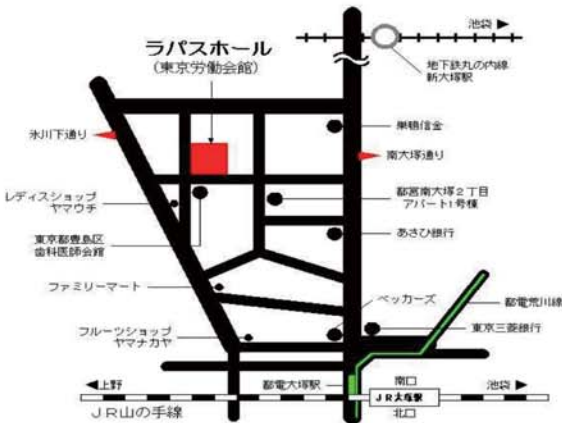 池袋 ▶
ラパスホール
(東京労働会館)
地下鉄丸の内線
新大塚駅
氷川下通り
巣鴨信金
南大塚通り
レディスショップ
ヤマウチ
都宮南大塚2丁目
アパート1号棟
東京都豊島区
歯科医師会館
あさひ銀行
ファミリーマート
ベッカーズ
都電荒川線
フルーツショップ
ヤマナカヤ
東京三菱銀行
◀上野
都電大塚駅
南口
池袋 ▶
JR大塚駅
JR山の手線
北口